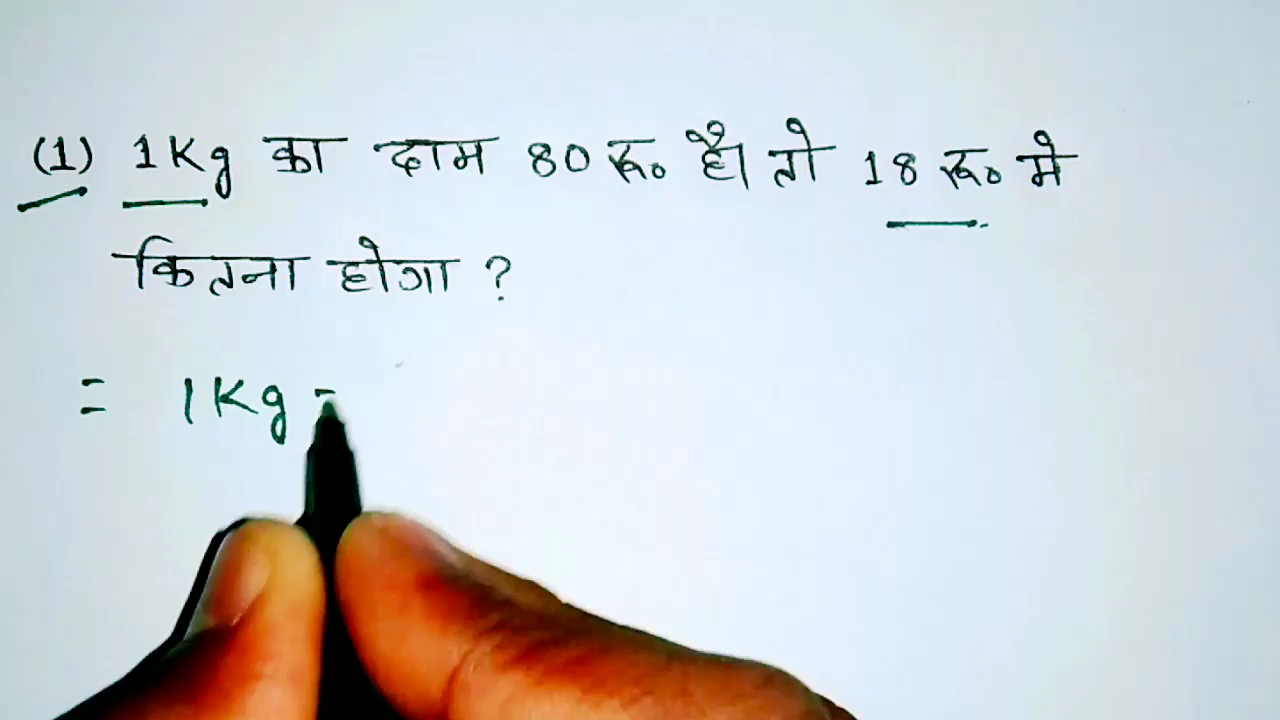 (1) 1Kg का दाम 80 रू० है। तो 18 रू० मे
कितना होगा ?
= 1Kg =